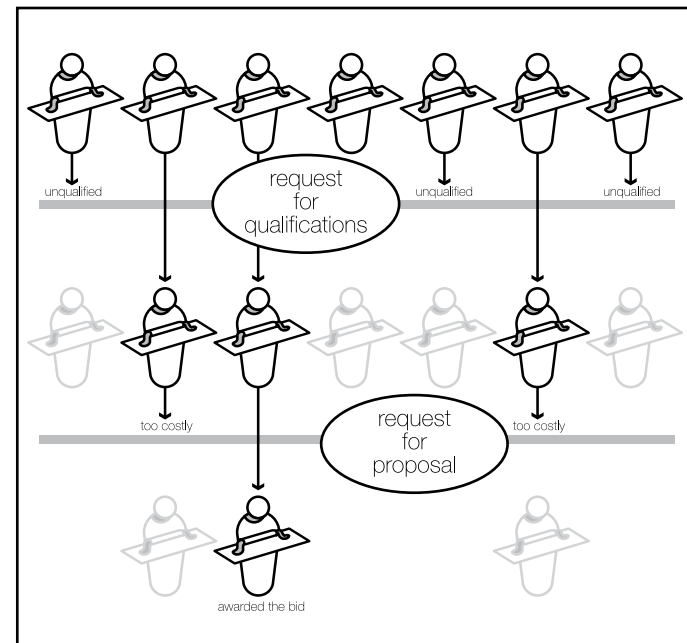 unqualified
unqualified
unqualified
request
for
qualifications
too costly
too costly
request
for
proposal
awarded the bid